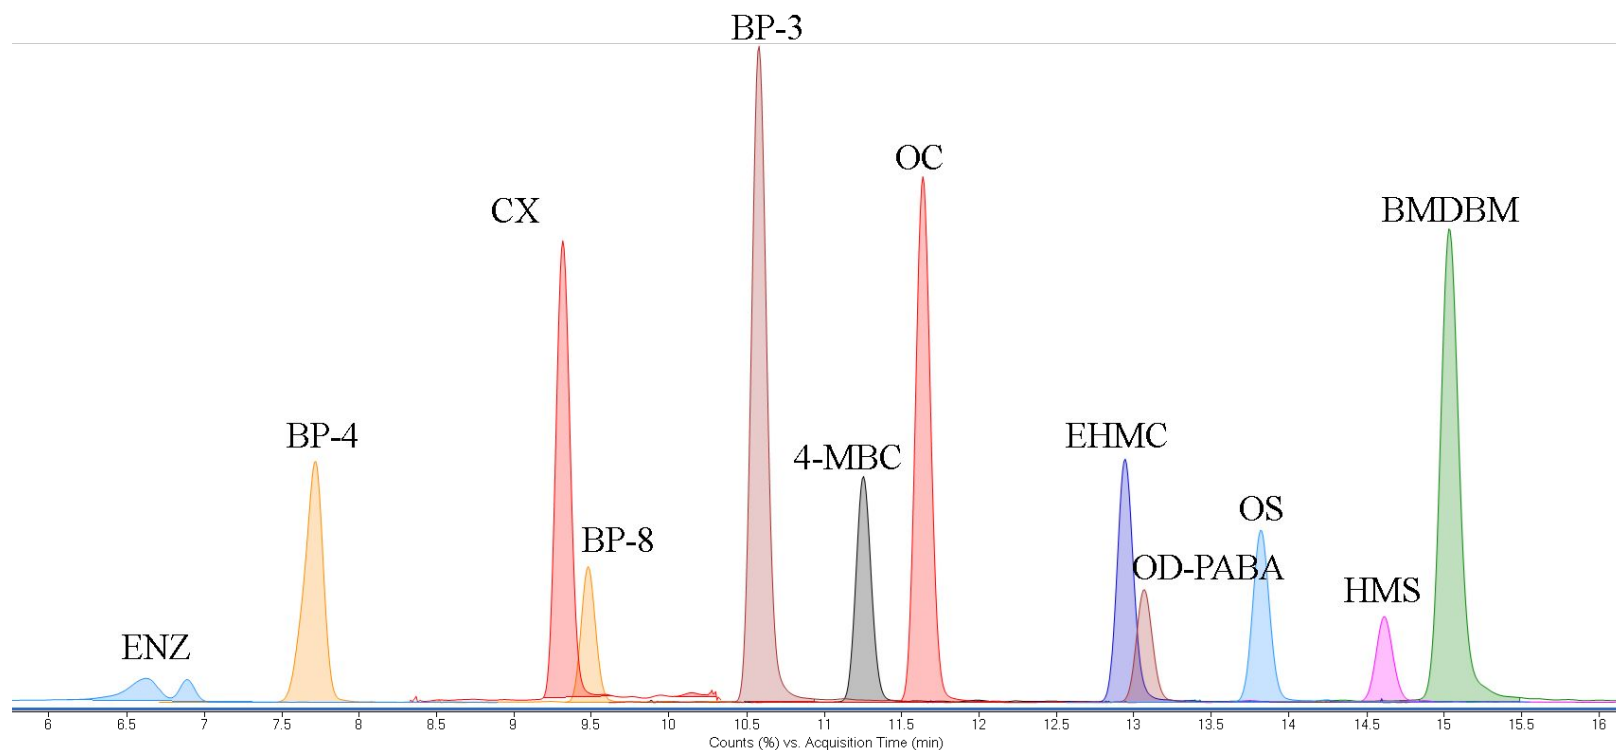 BP-3
OC
CX
BMDBM
BP-4
EHMC
4-MBC
OS
BP-8
OD-PABA
HMS
ENZ
6 6.5 7 7.5 8 8.5 9 9.5 10 10.5 11 11.5 12 12.5 13 13.5 14 14.5 15 15.5 16
Counts (%) vs. Acquisition Time (min)